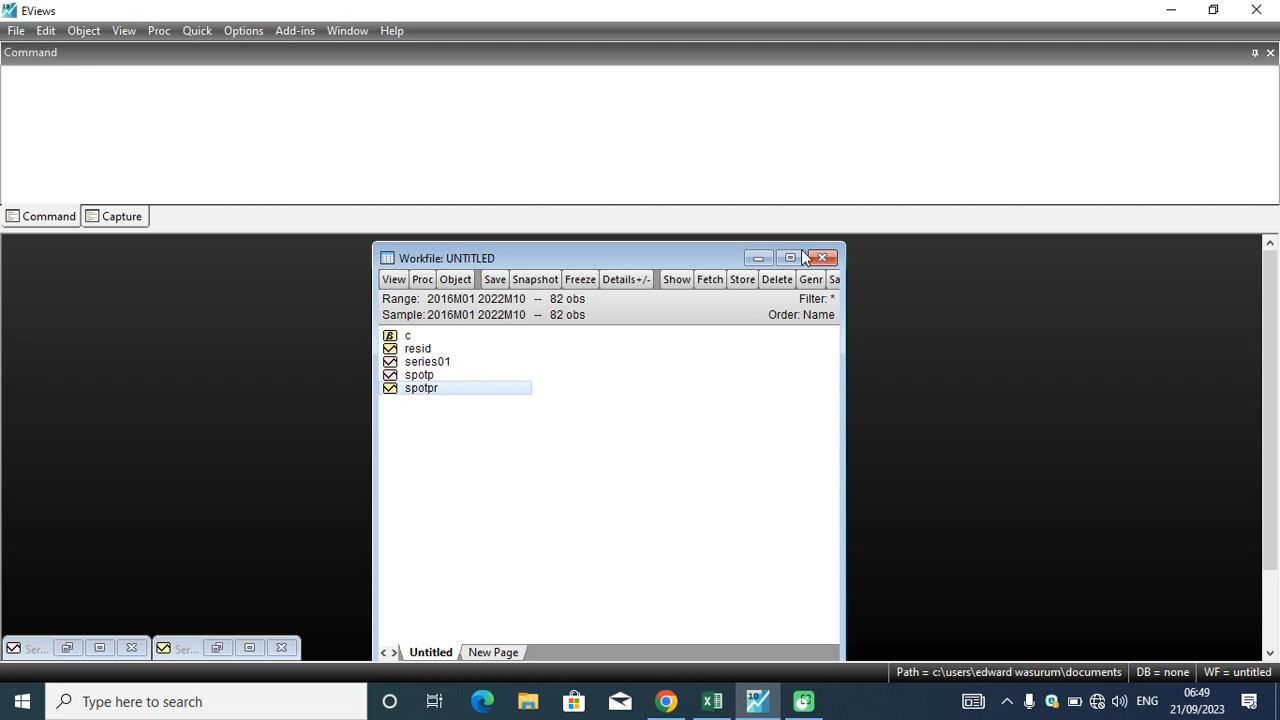 EViews
File Edit Object View Proc Quick Options Add-ins Window Help
Command
Command Capture
Workfile: UNTITLED
View Proc Object Save Snapshot Freeze Details+/- Show Fetch Store Delete Genr Sa
Range: 2016M01 2022M10 -- 82 obs Filter: *
Sample: 2016M01 2022M10 -- 82 obs Order: Name
β c
resid
series01
spotp
spotpr
Ser... Ser...
Untitled New Page
Path = c:\users\edward wasurum\documents DB = none WF = untitled
Type here to search
ENG
06:49
21/09/2023